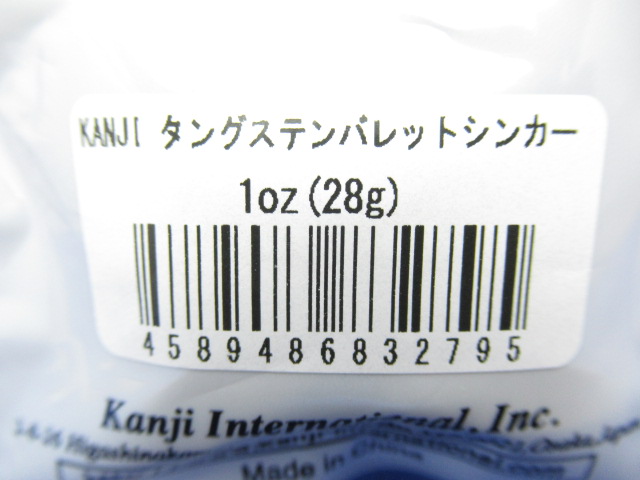 KANJI タングステンバレットシンカー
1oz(28g)
4589486832795
Kanji International, Inc.
Made in China